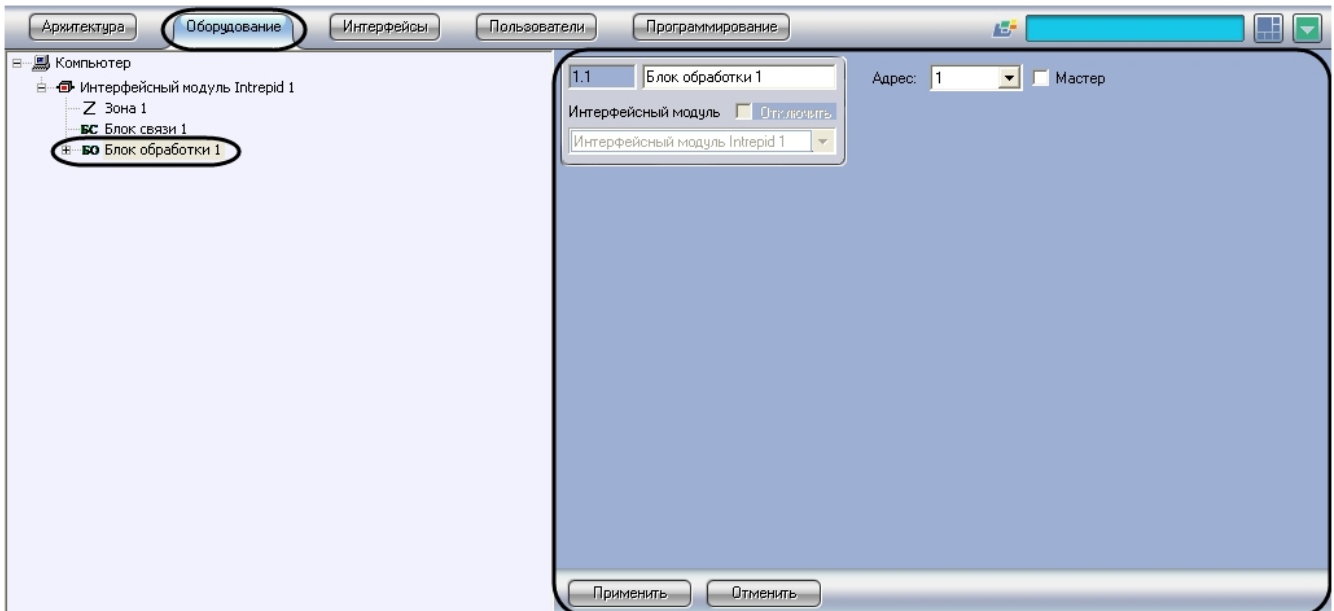 Архитектура Оборудование Интерфейсы Пользователи Программирование
Компьютер
Интерфейсный модуль Intrepid 1
Z Зона 1
БС Блок связи 1
БО Блок обработки 1
1.1 Блок обработки 1 Адрес: 1 Мастер
Интерфейсный модуль Отключить
Интерфейсный модуль Intrepid 1
Применить Отменить